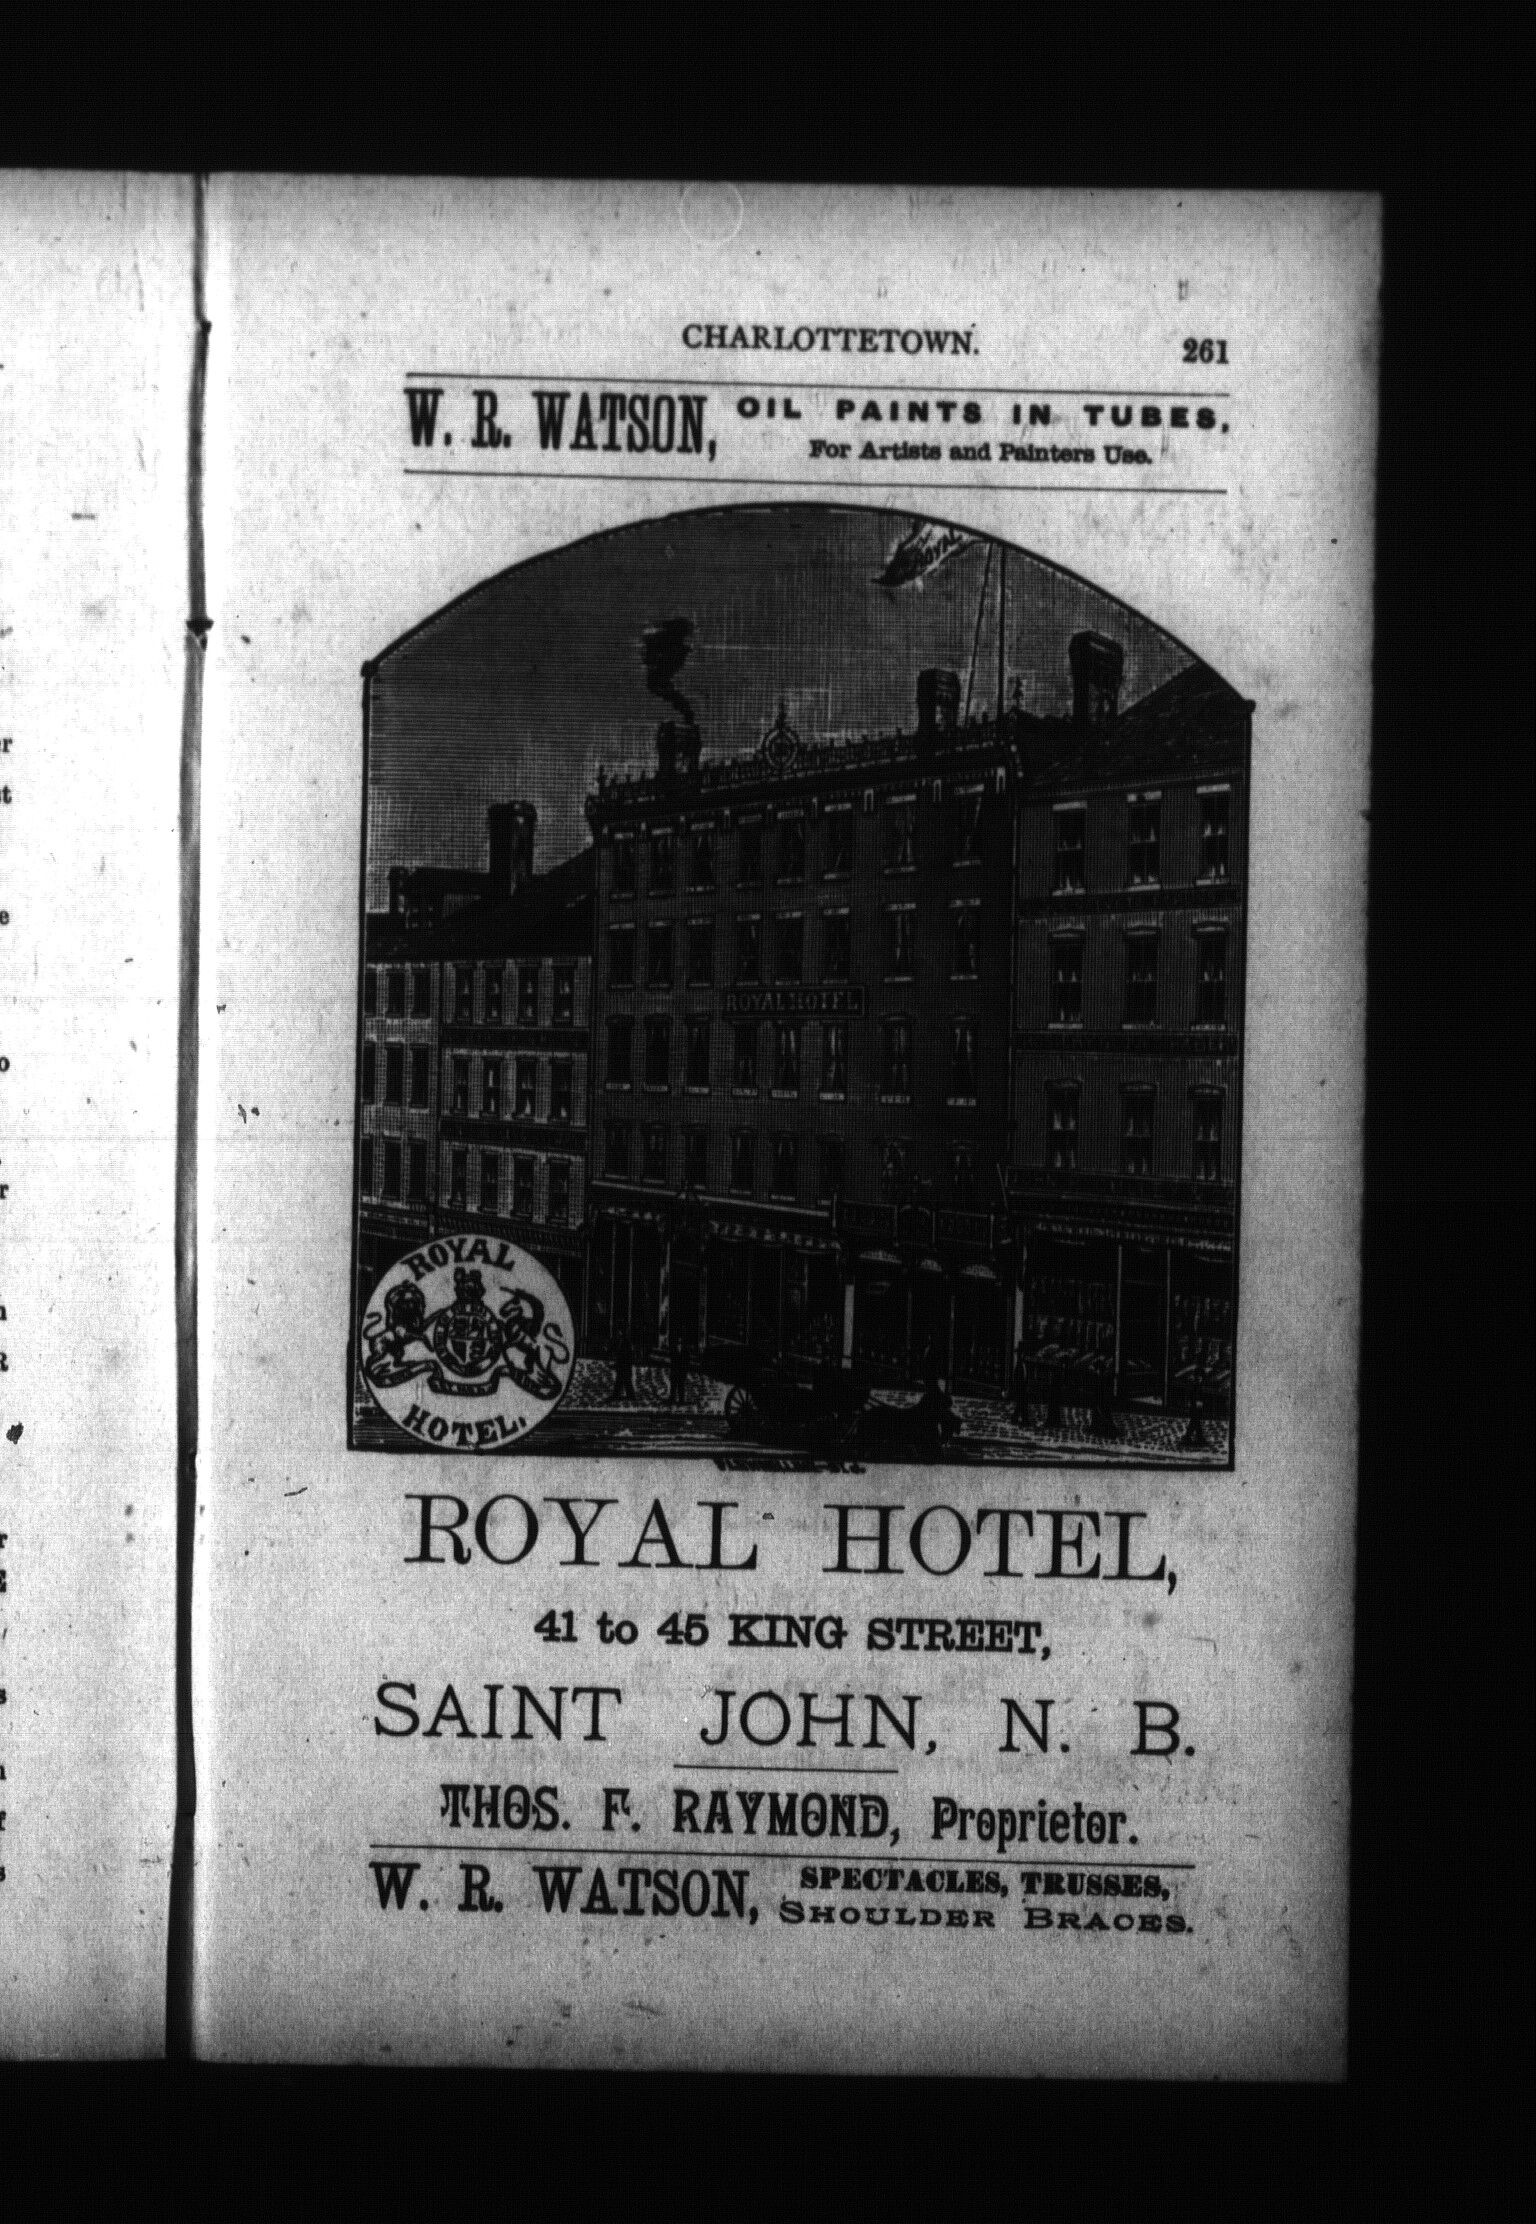 CHARLOTTETOWN. 261
W. R. WATSON, OIL PAINTS IN TUBES,
For Artists and Painters Use.
ROYAL
ROYAL HOTEL
ROYAL
HOTEL.
ROYAL HOTEL,
41 to 45 KING STREET,
SAINT JOHN, N. B.
THOS. F. RAYMOND, Proprietor.
W. R. WATSON, SPECTACLES, TRUSSES,
SHOULDER BRACES.